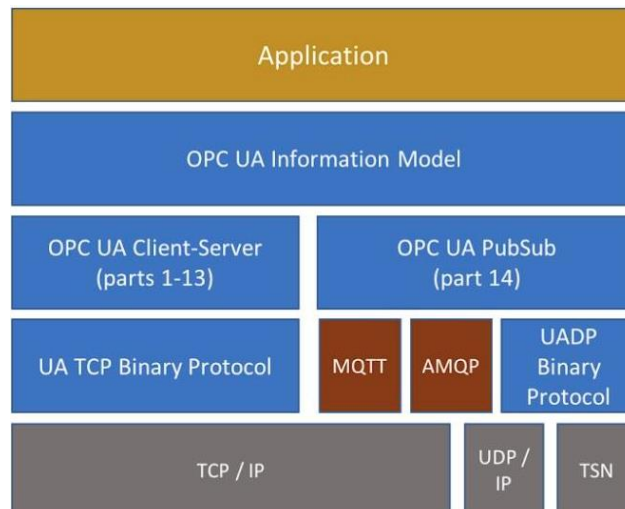 Application
OPC UA Information Model
OPC UA Client-Server
(parts 1-13)
OPC UA PubSub
(part 14)
UA TCP Binary Protocol
MQTT
AMQP
UADP
Binary
Protocol
TCP / IP
UDP /
IP
TSN